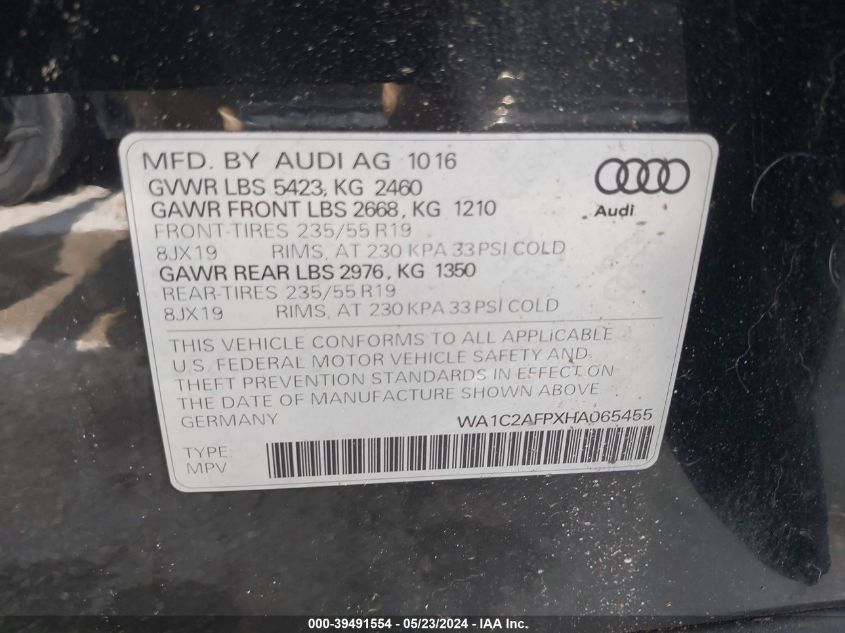 MFD. BY AUDI AG 10 16
GVWR LBS 5423, KG 2460
GAWR FRONT LBS 2668, KG 1210
FRONT-TIRES 235/55 R19
8JX19 RIMS, AT 230 KPA 33 PSI COLD
GAWR REAR LBS 2976, KG 1350
REAR-TIRES 235/55 R19
8JX19 RIMS, AT 230 KPA 33 PSI COLD
Audi
THIS VEHICLE CONFORMS TO ALL APPLICABLE
U.S. FEDERAL MOTOR VEHICLE SAFETY AND
THEFT PREVENTION STANDARDS IN EFFECT ON
THE DATE OF MANUFACTURE SHOWN ABOVE
GERMANY WA1C2AFPXHA065455
TYPE
MPV
000-39491554 - 05/23/2024 - IAA Inc.